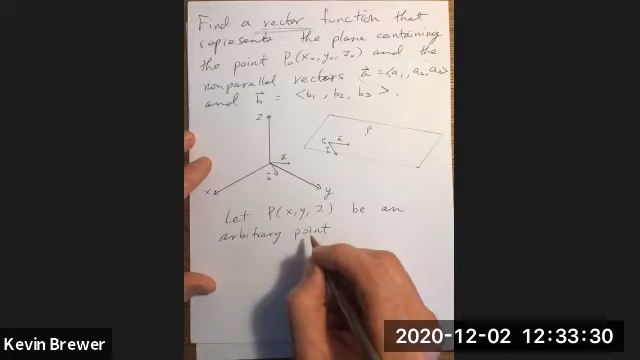 Find a vector function that
represents the plane containing
the point P₀(x₀, y₀, z₀) and the
nonparallel vectors a⃗ = <a₁, a₂, a₃>
and b⃗ = <b₁, b₂, b₃>.
z
P
a⃗
b⃗
a⃗
b⃗
x
y
Let P(x, y, z) be an
arbitrary point
Kevin Brewer
2020-12-02 12:33:30